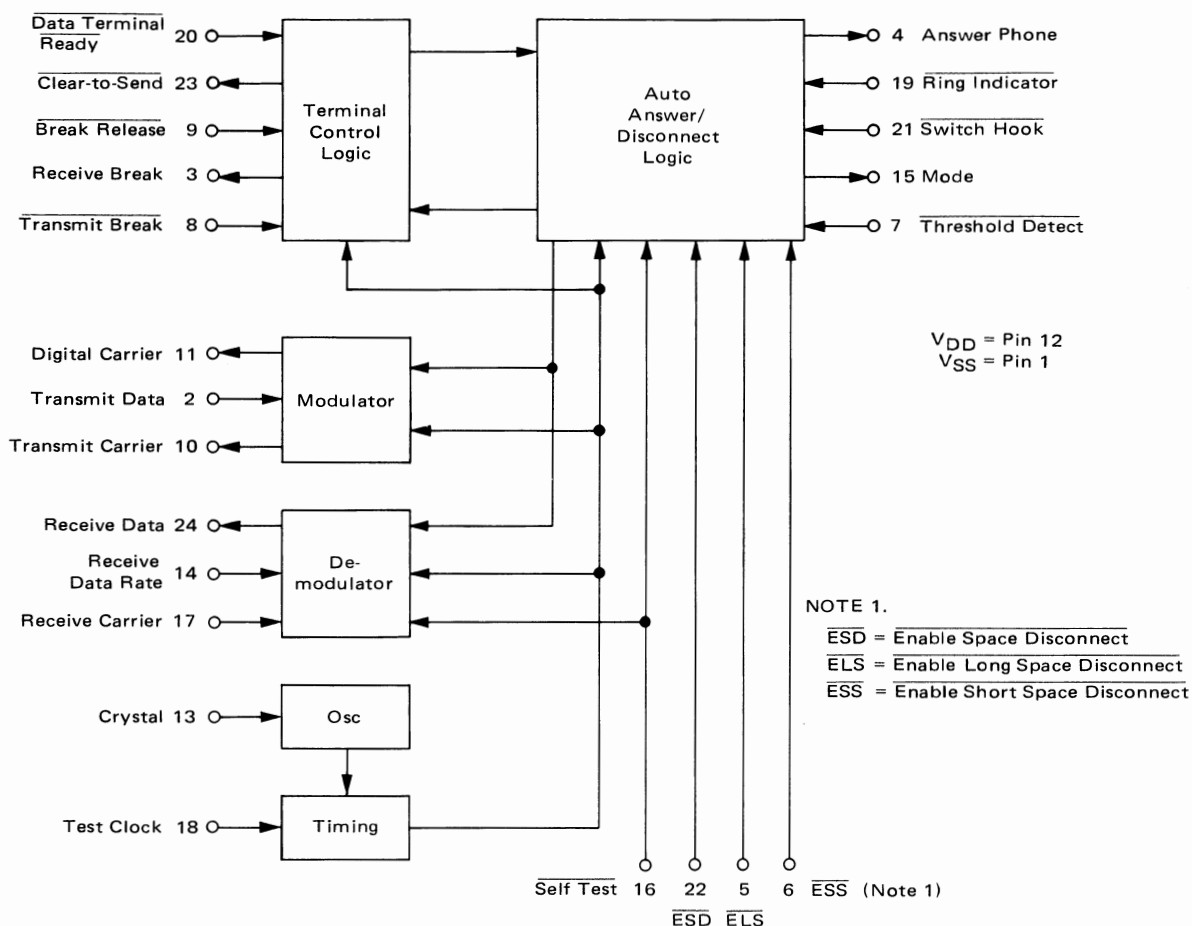 Data Terminal
Ready
20
Clear-to-Send 23
Break Release 9
Receive Break 3
Transmit Break 8
Terminal
Control
Logic
Auto
Answer/
Disconnect
Logic
4 Answer Phone
19 Ring Indicator
21 Switch Hook
15 Mode
7 Threshold Detect
VDD = Pin 12
VSS = Pin 1
Digital Carrier 11
Transmit Data 2
Transmit Carrier 10
Modulator
Receive Data 24
Receive
Data Rate
14
Receive Carrier 17
De-
modulator
NOTE 1.
ESD = Enable Space Disconnect
ELS = Enable Long Space Disconnect
ESS = Enable Short Space Disconnect
Crystal 13
Osc
Test Clock 18
Timing
Self Test 16 22 5 6 ESS (Note 1)
ESD ELS